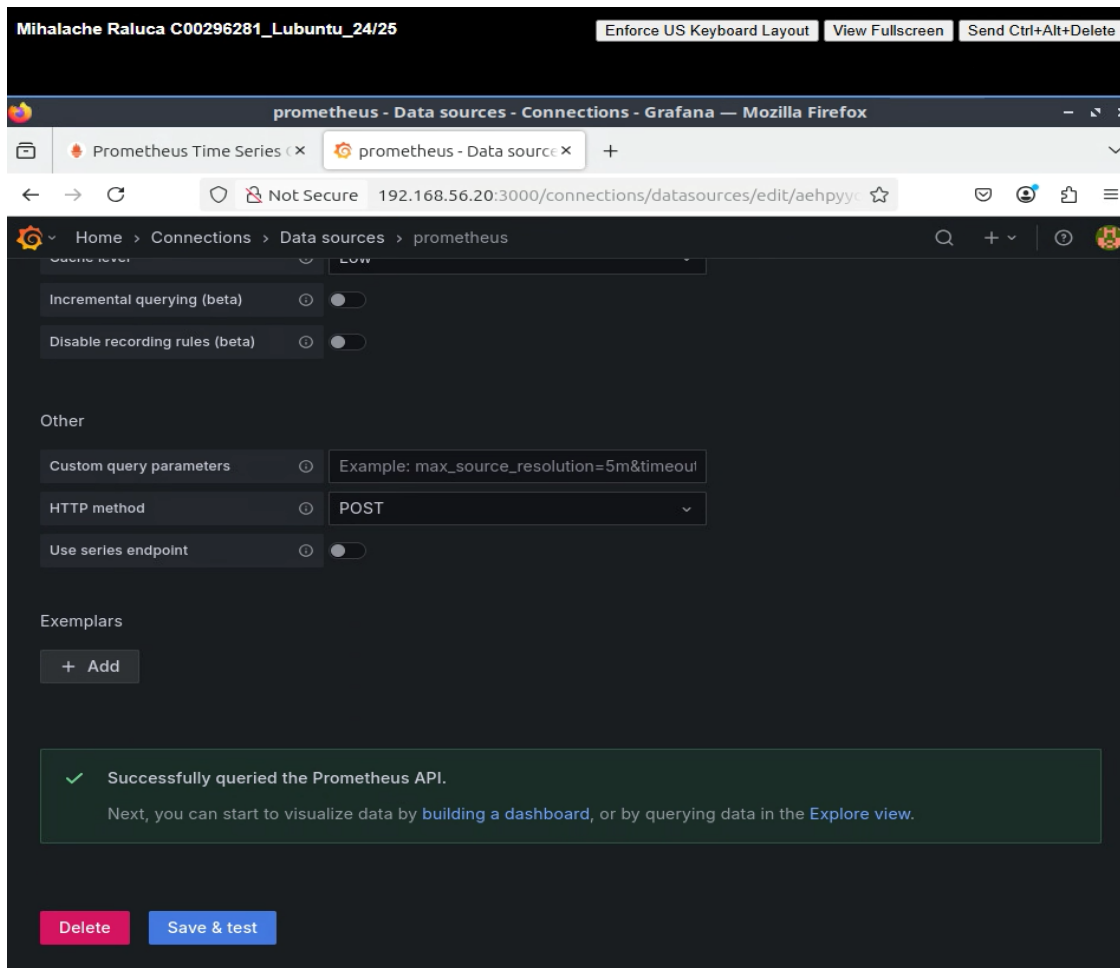 Mihalache Raluca C00296281_Lubuntu_24/25
Enforce US Keyboard Layout View Fullscreen Send Ctrl+Alt+Delete
prometheus - Data sources - Connections - Grafana — Mozilla Firefox
Prometheus Time Series prometheus - Data source
Not Secure 192.168.56.20:3000/connections/datasources/edit/aehpyy
Home › Connections › Data sources › prometheus
Cache level Low
Incremental querying (beta)
Disable recording rules (beta)
Other
Custom query parameters Example: max_source_resolution=5m&timeout
HTTP method POST
Use series endpoint
Exemplars
+ Add
Successfully queried the Prometheus API.
Next, you can start to visualize data by building a dashboard, or by querying data in the Explore view.
Delete Save & test